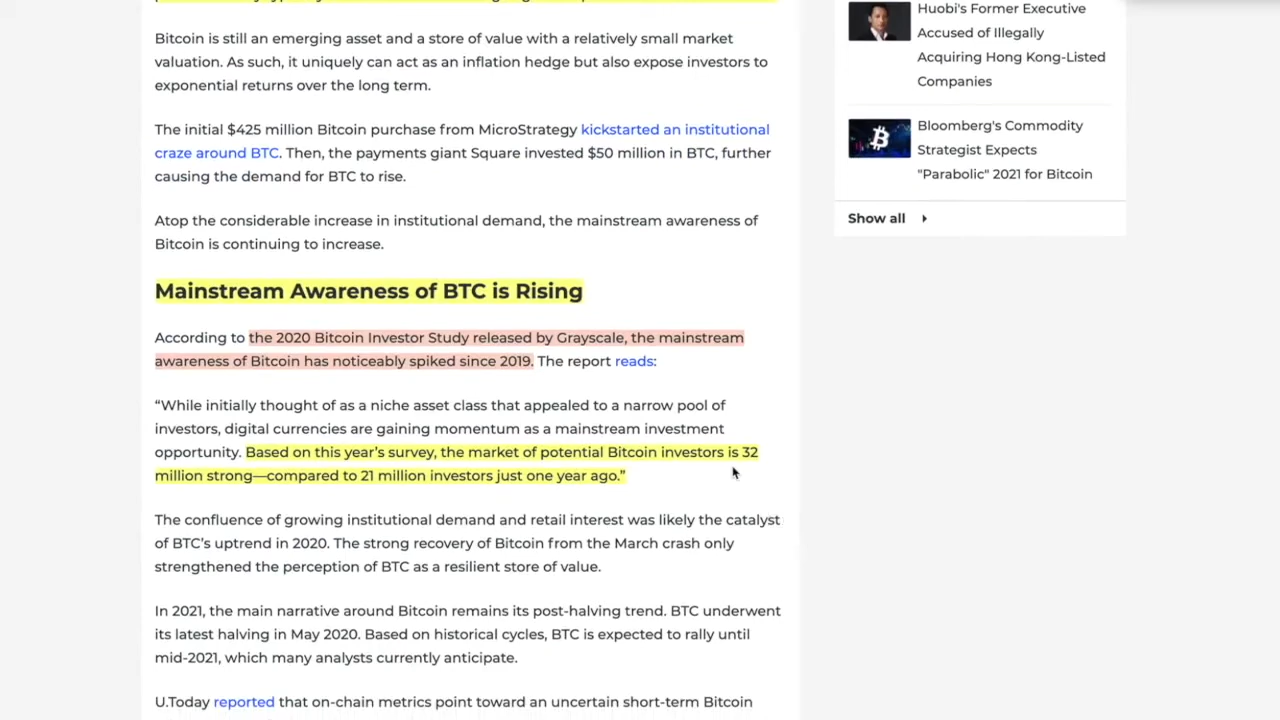 Bitcoin is still an emerging asset and a store of value with a relatively small market
valuation. As such, it uniquely can act as an inflation hedge but also expose investors to
exponential returns over the long term.
The initial $425 million Bitcoin purchase from MicroStrategy kickstarted an institutional
craze around BTC. Then, the payments giant Square invested $50 million in BTC, further
causing the demand for BTC to rise.
Atop the considerable increase in institutional demand, the mainstream awareness of
Bitcoin is continuing to increase.
Mainstream Awareness of BTC is Rising
According to the 2020 Bitcoin Investor Study released by Grayscale, the mainstream
awareness of Bitcoin has noticeably spiked since 2019. The report reads:
“While initially thought of as a niche asset class that appealed to a narrow pool of
investors, digital currencies are gaining momentum as a mainstream investment
opportunity. Based on this year’s survey, the market of potential Bitcoin investors is 32
million strong—compared to 21 million investors just one year ago.”
The confluence of growing institutional demand and retail interest was likely the catalyst
of BTC’s uptrend in 2020. The strong recovery of Bitcoin from the March crash only
strengthened the perception of BTC as a resilient store of value.
In 2021, the main narrative around Bitcoin remains its post-halving trend. BTC underwent
its latest halving in May 2020. Based on historical cycles, BTC is expected to rally until
mid-2021, which many analysts currently anticipate.
U.Today reported that on-chain metrics point toward an uncertain short-term Bitcoin
Huobi's Former Executive
Accused of Illegally
Acquiring Hong Kong-Listed
Companies
Bloomberg's Commodity
Strategist Expects
"Parabolic" 2021 for Bitcoin
Show all